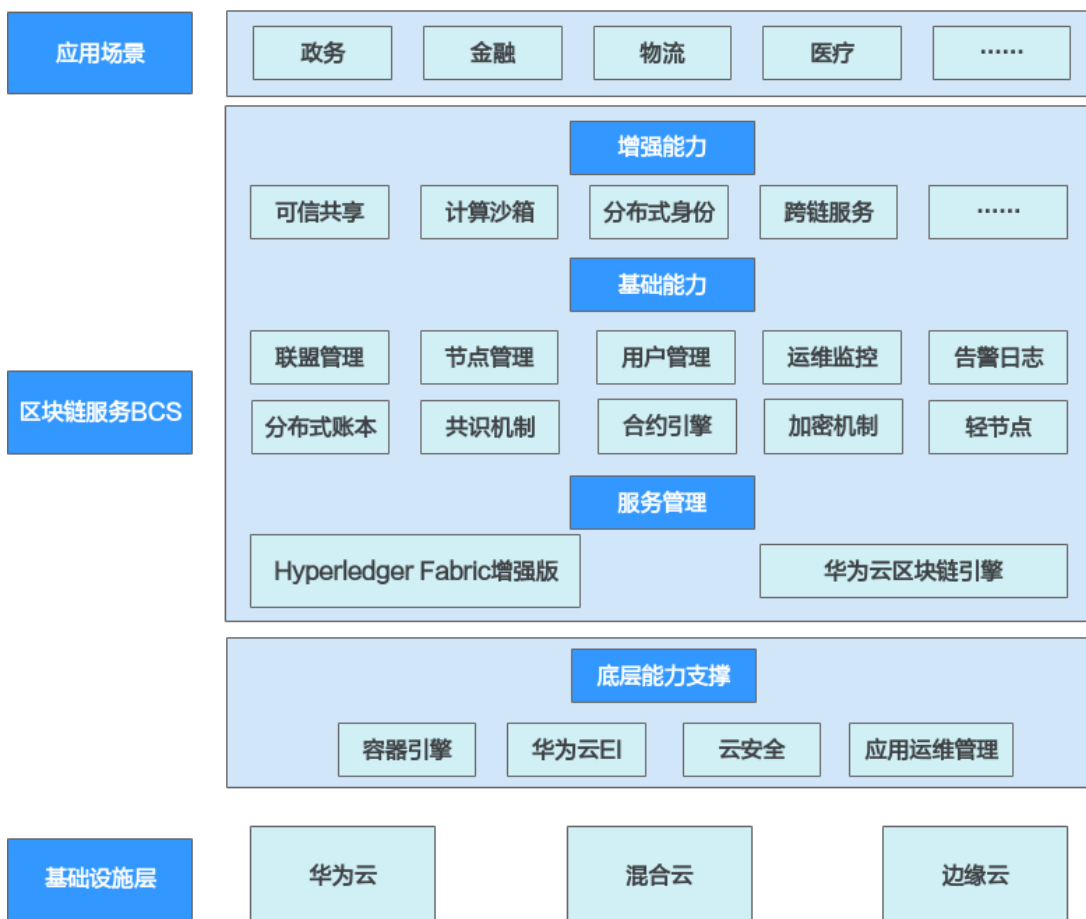 应用场景
政务
金融
物流
医疗
······
增强能力
可信共享
计算沙箱
分布式身份
跨链服务
······
基础能力
联盟管理
节点管理
用户管理
运维监控
告警日志
区块链服务BCS
分布式账本
共识机制
合约引擎
加密机制
轻节点
服务管理
Hyperledger Fabric增强版
华为云区块链引擎
底层能力支撑
容器引擎
华为云EI
云安全
应用运维管理
基础设施层
华为云
混合云
边缘云